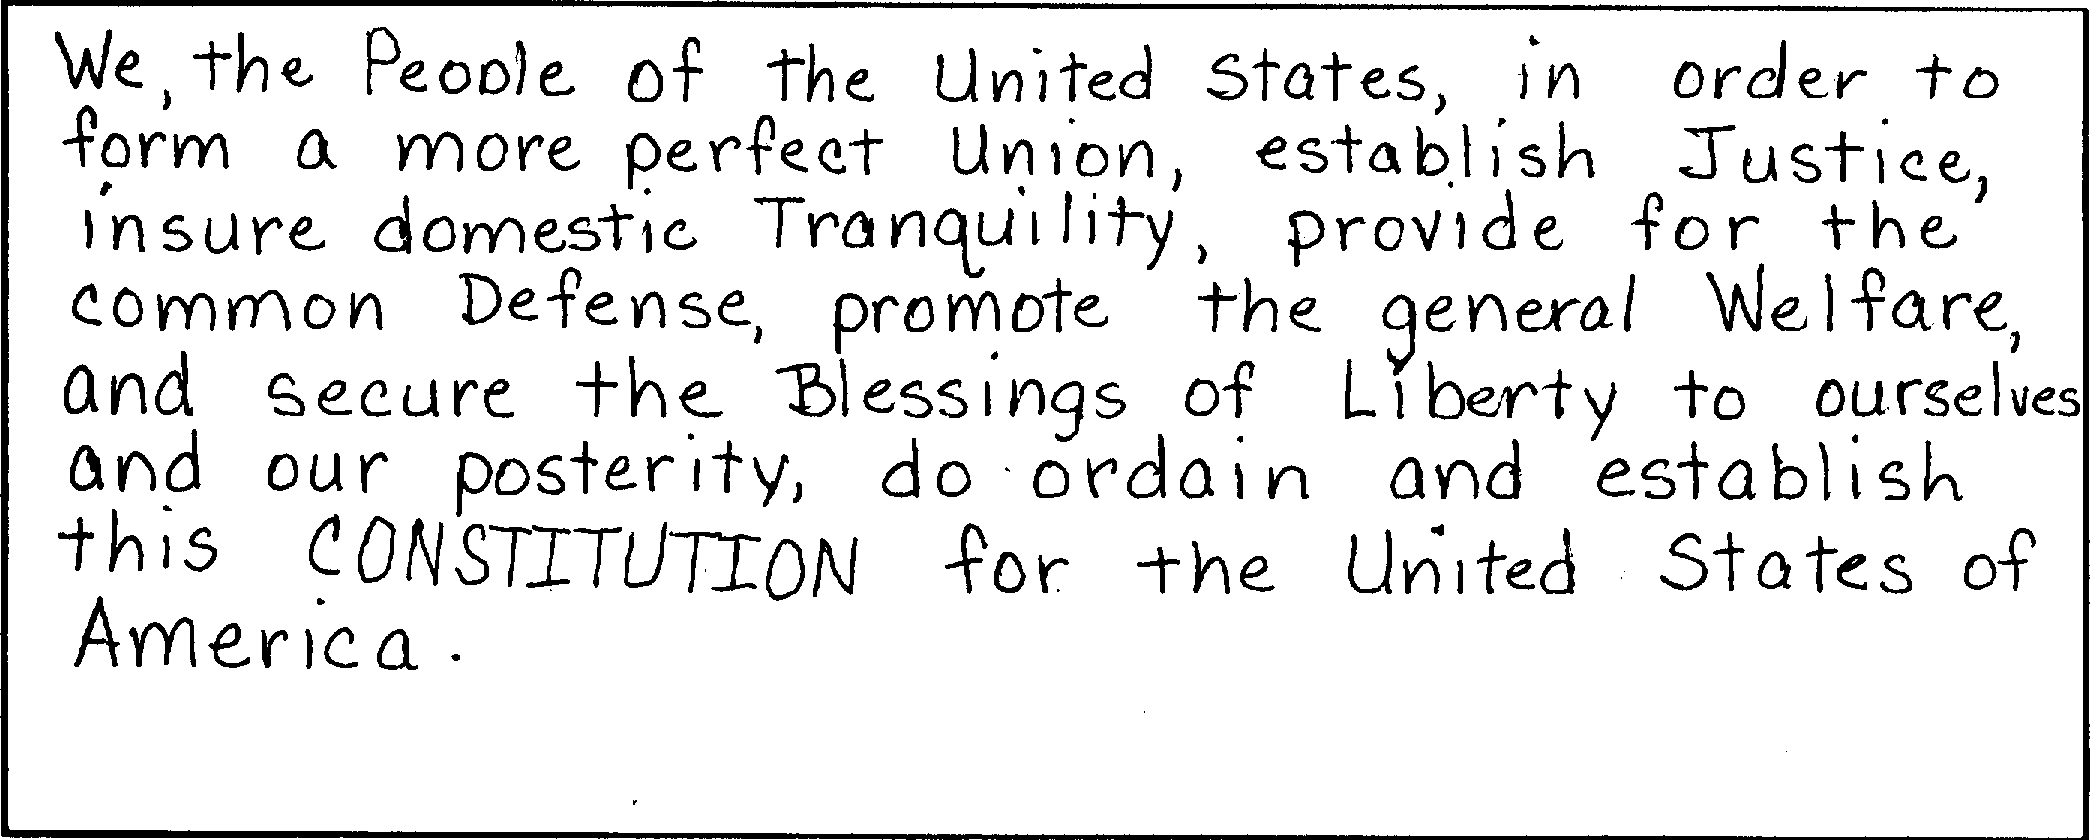 We, the People of the United States, in order to
form a more perfect Union, establish Justice,
insure domestic Tranquility, provide for the
common Defense, promote the general Welfare,
and secure the Blessings of Liberty to ourselves
and our posterity, do ordain and establish
this CONSTITUTION for the United States of
America.